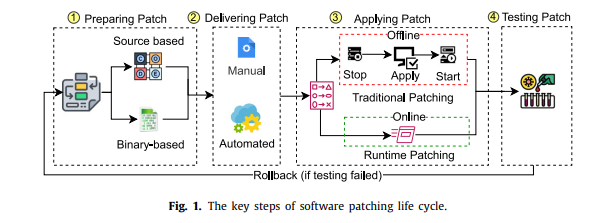 1 Preparing Patch
Source based
C O
D E
Binary-based
2 Delivering Patch
Manual
Automated
3 Applying Patch
Offline
Stop Apply Start
Traditional Patching
Online
Runtime Patching
4 Testing Patch
Rollback (if testing failed)
Fig. 1. The key steps of software patching life cycle.